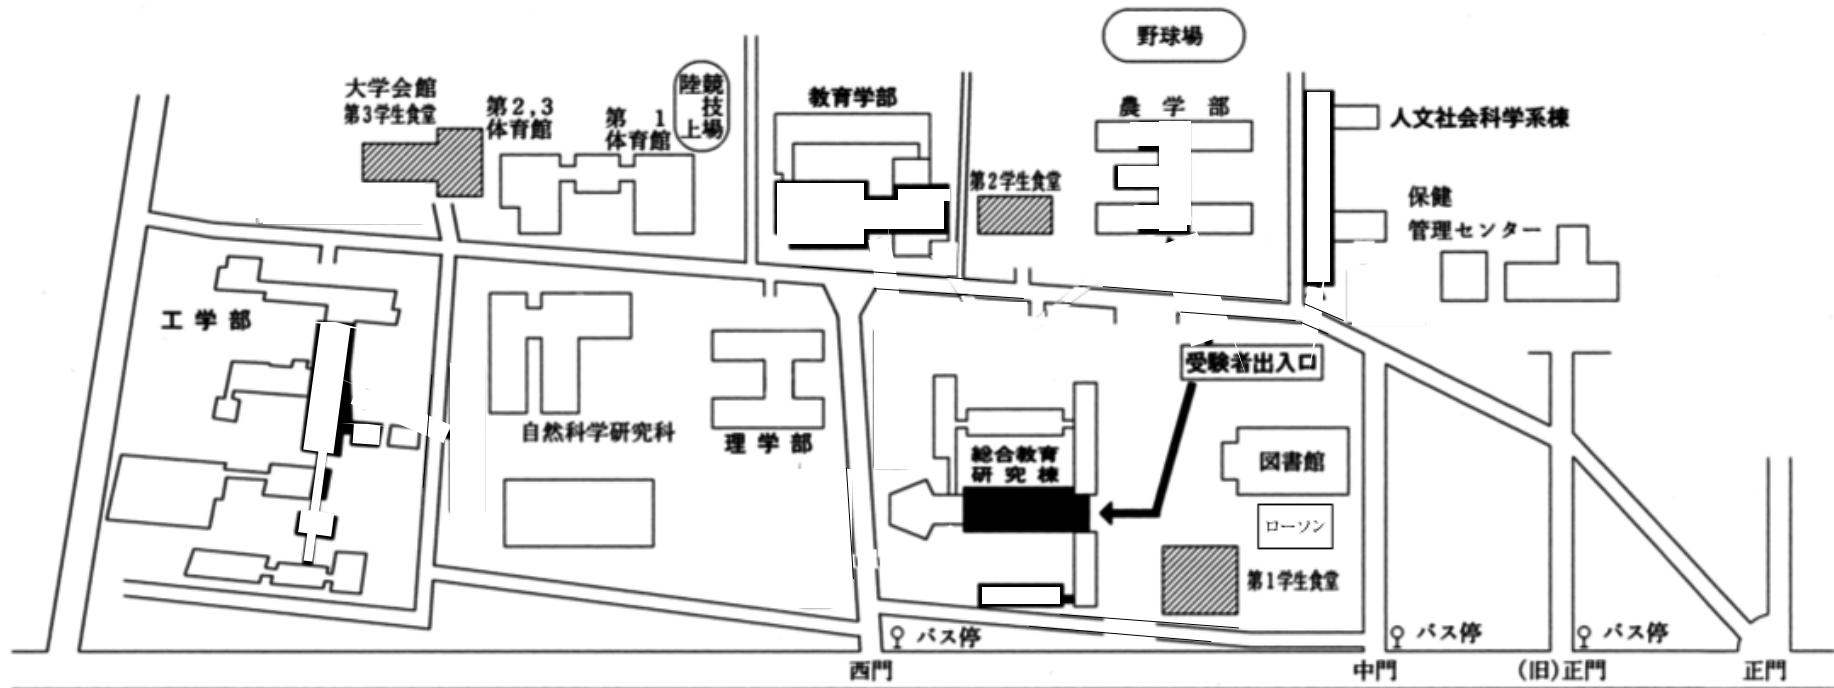 野球場
大学会館
第3学生食堂
第2,3
体育館
第 1
体育館
陸競
技
上場
教育学部
第2学生食堂
農 学 部
人文社会科学系棟
保健
管理センター
工 学 部
自然科学研究科
理 学 部
受験者出入口
総合教育
研 究 棟
図書館
ローソン
第1学生食堂
バス停
バス停
バス停
西門
中門
(旧)正門
正門